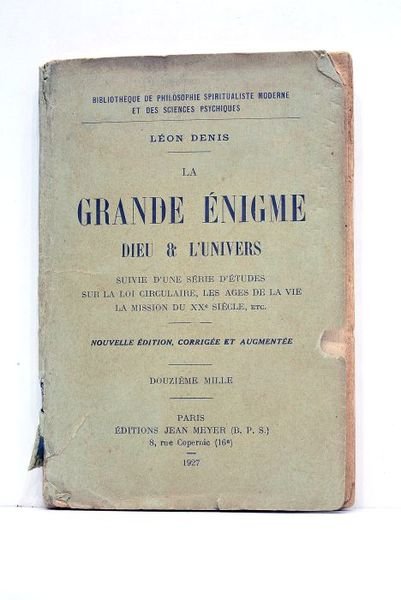 BIBLIOTHÈQUE DE PHILOSOPHIE SPIRITUALISTE MODERNE
ET DES SCIENCES PSYCHIQUES
LÉON DENIS
LA
GRANDE ÉNIGME
DIEU & L'UNIVERS
SUIVIE D'UNE SÉRIE D'ÉTUDES
SUR LA LOI CIRCULAIRE, LES AGES DE LA VIE
LA MISSION DU XXe SIÈCLE, ETC.
NOUVELLE ÉDITION, CORRIGÉE ET AUGMENTÉE
DOUZIÈME MILLE
PARIS
ÉDITIONS JEAN MEYER (B. P. S.)
8, rue Copernic (16e)
1927